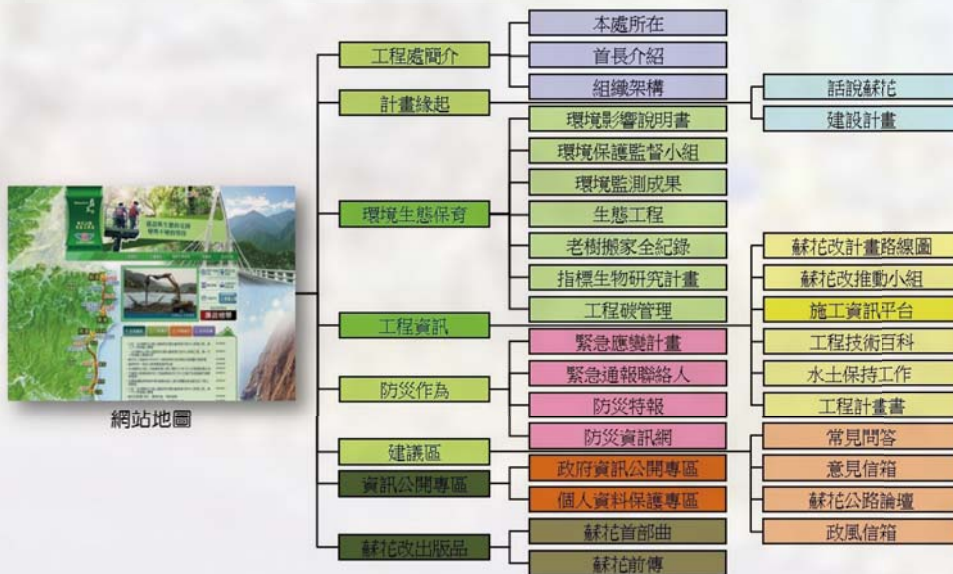 網站地圖
工程處簡介
本處所在
首長介紹
組織架構
計畫緣起
話說蘇花
建設計畫
環境生態保育
環境影響說明書
環境保護監督小組
環境監測成果
生態工程
老樹搬家全紀錄
指標生物研究計畫
工程碳管理
工程資訊
蘇花改計畫路線圖
蘇花改推動小組
施工資訊平台
工程技術百科
水土保持工作
工程計畫書
防災作為
緊急應變計畫
緊急通報聯絡人
防災特報
防災資訊網
建議區
常見問答
意見信箱
蘇花公路論壇
政風信箱
資訊公開專區
政府資訊公開專區
個人資料保護專區
蘇花改出版品
蘇花首部曲
蘇花前傳